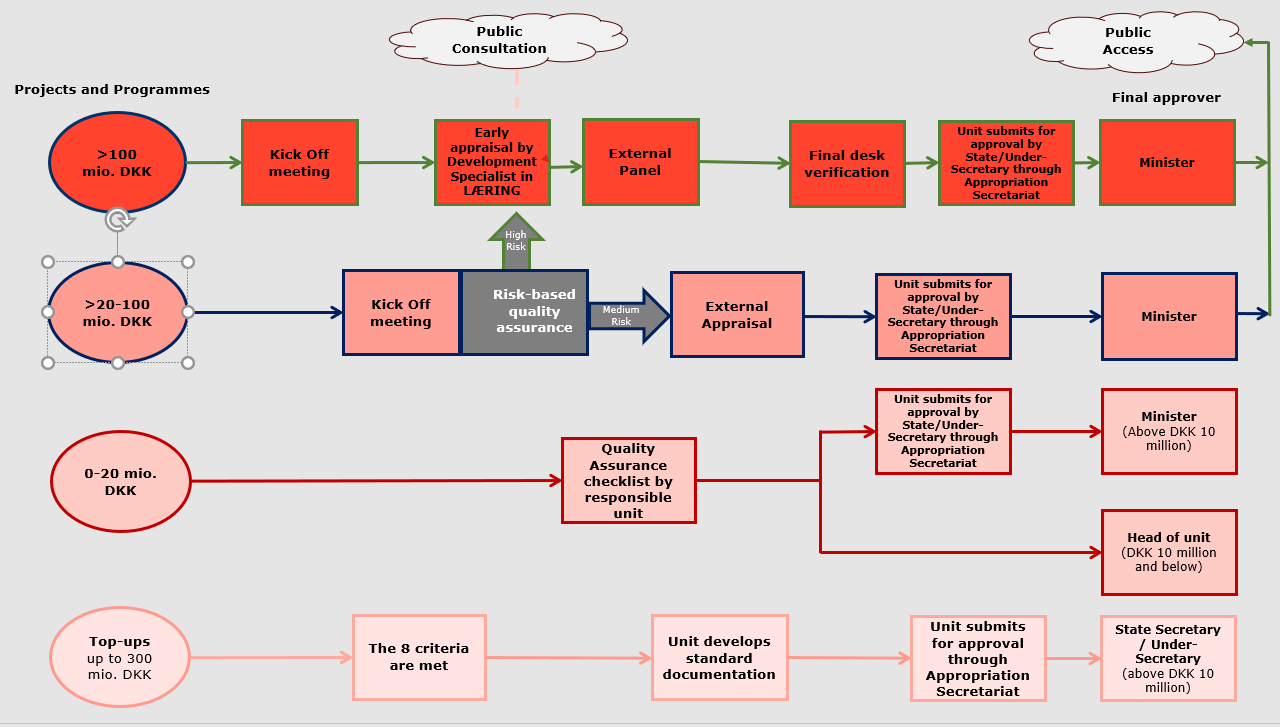 Public
Consultation
Public
Access
Projects and Programmes
Final approver
>100
mio. DKK
Kick Off
meeting
Early
appraisal by
Development
Specialist in
LÆRING
External
Panel
Final desk
verification
Unit submits for
approval by
State/Under-
Secretary through
Appropriation
Secretariat
Minister
High
Risk
>20-100
mio. DKK
Kick Off
meeting
Risk-based
quality
assurance
Medium
Risk
External
Appraisal
Unit submits for
approval by
State/Under-
Secretary through
Appropriation
Secretariat
Minister
0-20 mio.
DKK
Quality
Assurance
checklist by
responsible
unit
Unit submits for
approval by
State/Under-
Secretary through
Appropriation
Secretariat
Minister
(Above DKK 10
million)
Head of unit
(DKK 10 million
and below)
Top-ups
up to 300
mio. DKK
The 8 criteria
are met
Unit develops
standard
documentation
Unit submits
for approval
through
Appropriation
Secretariat
State Secretary
/ Under-
Secretary
(above DKK 10
million)